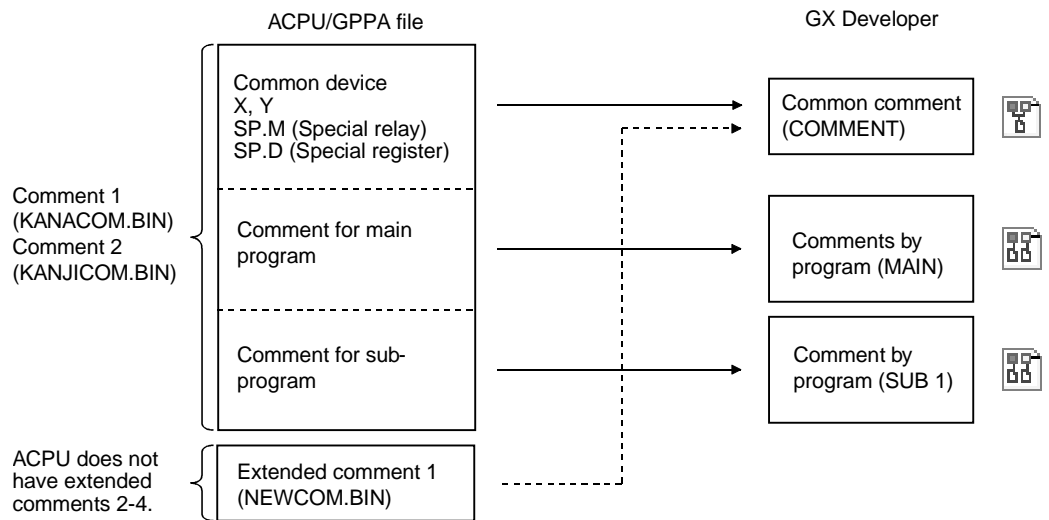 ACPU/GPPA file
GX Developer
Common device
X, Y
SP.M (Special relay)
SP.D (Special register)
Common comment
(COMMENT)
Comment 1
(KANACOM.BIN)
Comment 2
(KANJICOM.BIN)
Comment for main
program
Comments by
program (MAIN)
Comment for sub-
program
Comment by
program (SUB 1)
ACPU does not
have extended
comments 2-4.
Extended comment 1
(NEWCOM.BIN)